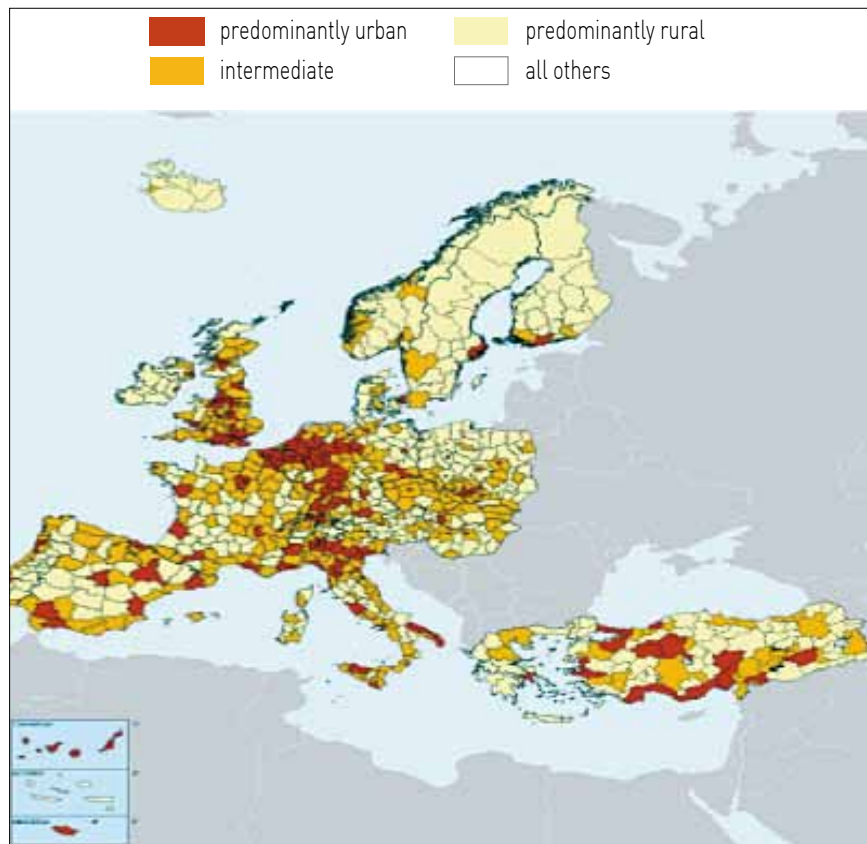 predominantly urban
predominantly rural
intermediate
all others